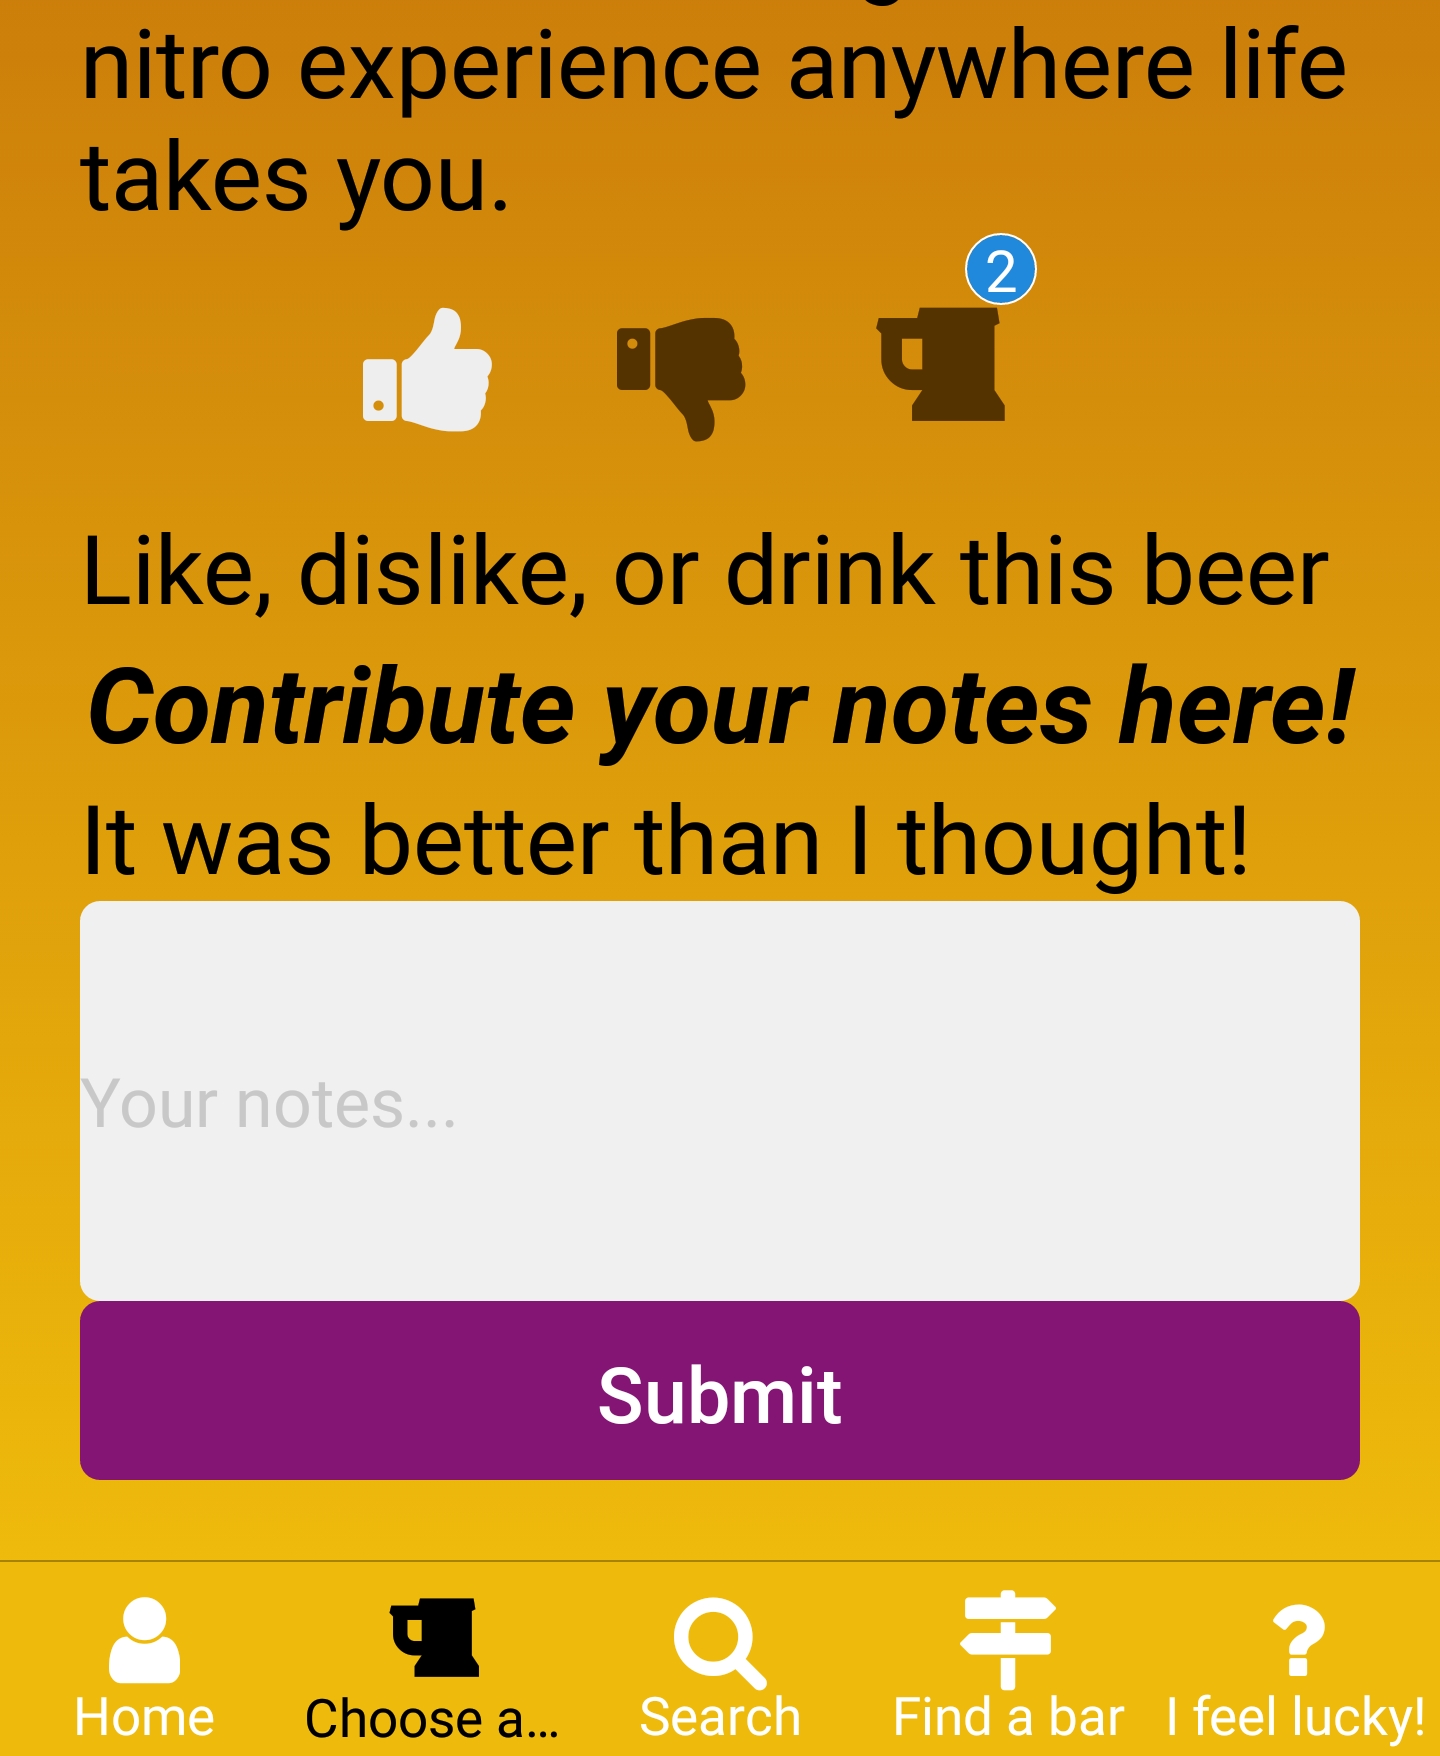 nitro experience anywhere life
takes you.
2
Like, dislike, or drink this beer
Contribute your notes here!
It was better than I thought!
Your notes...
Submit
Home
Choose a...
Search
Find a bar
I feel lucky!